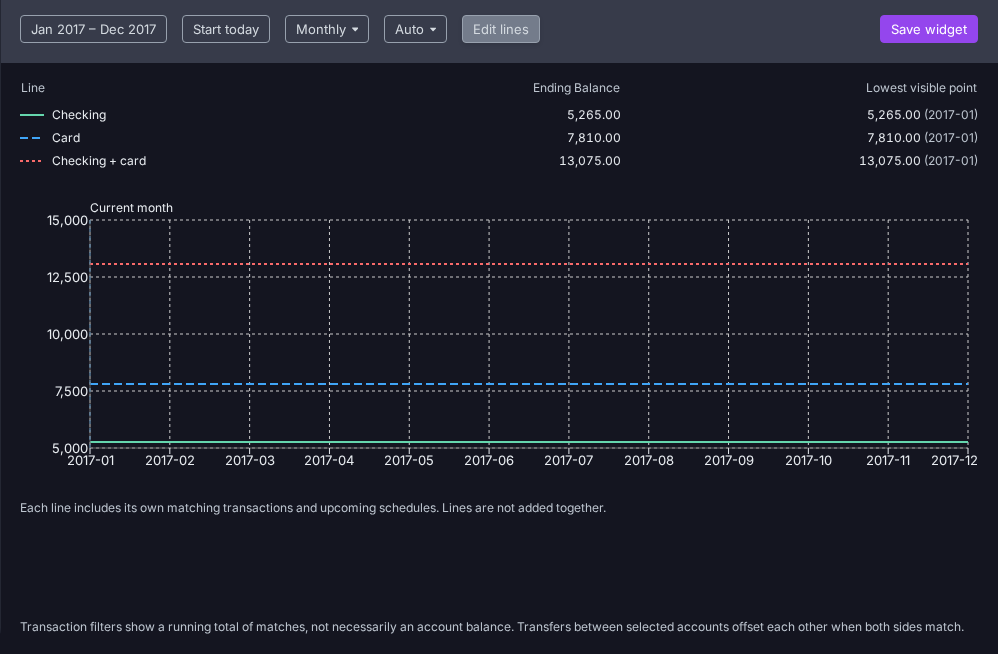 Jan 2017 – Dec 2017 Start today Monthly Auto Edit lines Save widget
Line Ending Balance Lowest visible point
Checking 5,265.00 5,265.00 (2017-01)
Card 7,810.00 7,810.00 (2017-01)
Checking + card 13,075.00 13,075.00 (2017-01)
Current month
15,000
12,500
10,000
7,500
5,000
2017-01 2017-02 2017-03 2017-04 2017-05 2017-06 2017-07 2017-08 2017-09 2017-10 2017-11 2017-12
Each line includes its own matching transactions and upcoming schedules. Lines are not added together.
Transaction filters show a running total of matches, not necessarily an account balance. Transfers between selected accounts offset each other when both sides match.